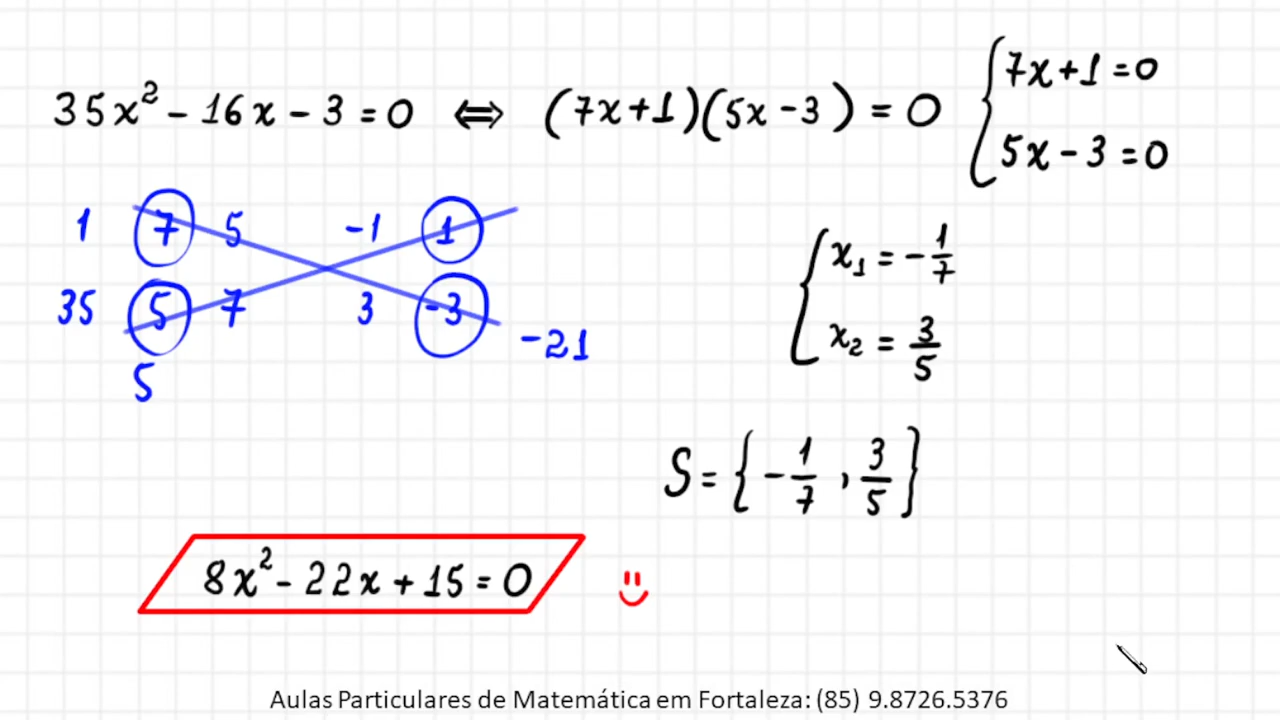 35x² - 16x - 3 = 0 ⇔ (7x+1)(5x-3) = 0 { 7x+1=0
5x-3=0
1 7 5 -1 1
35 5 7 3 -3
-21
5
{ x₁ = -1/7
x₂ = 3/5
S = { -1/7 , 3/5 }
8x² - 22x + 15 = 0
Aulas Particulares de Matemática em Fortaleza: (85) 9.8726.5376